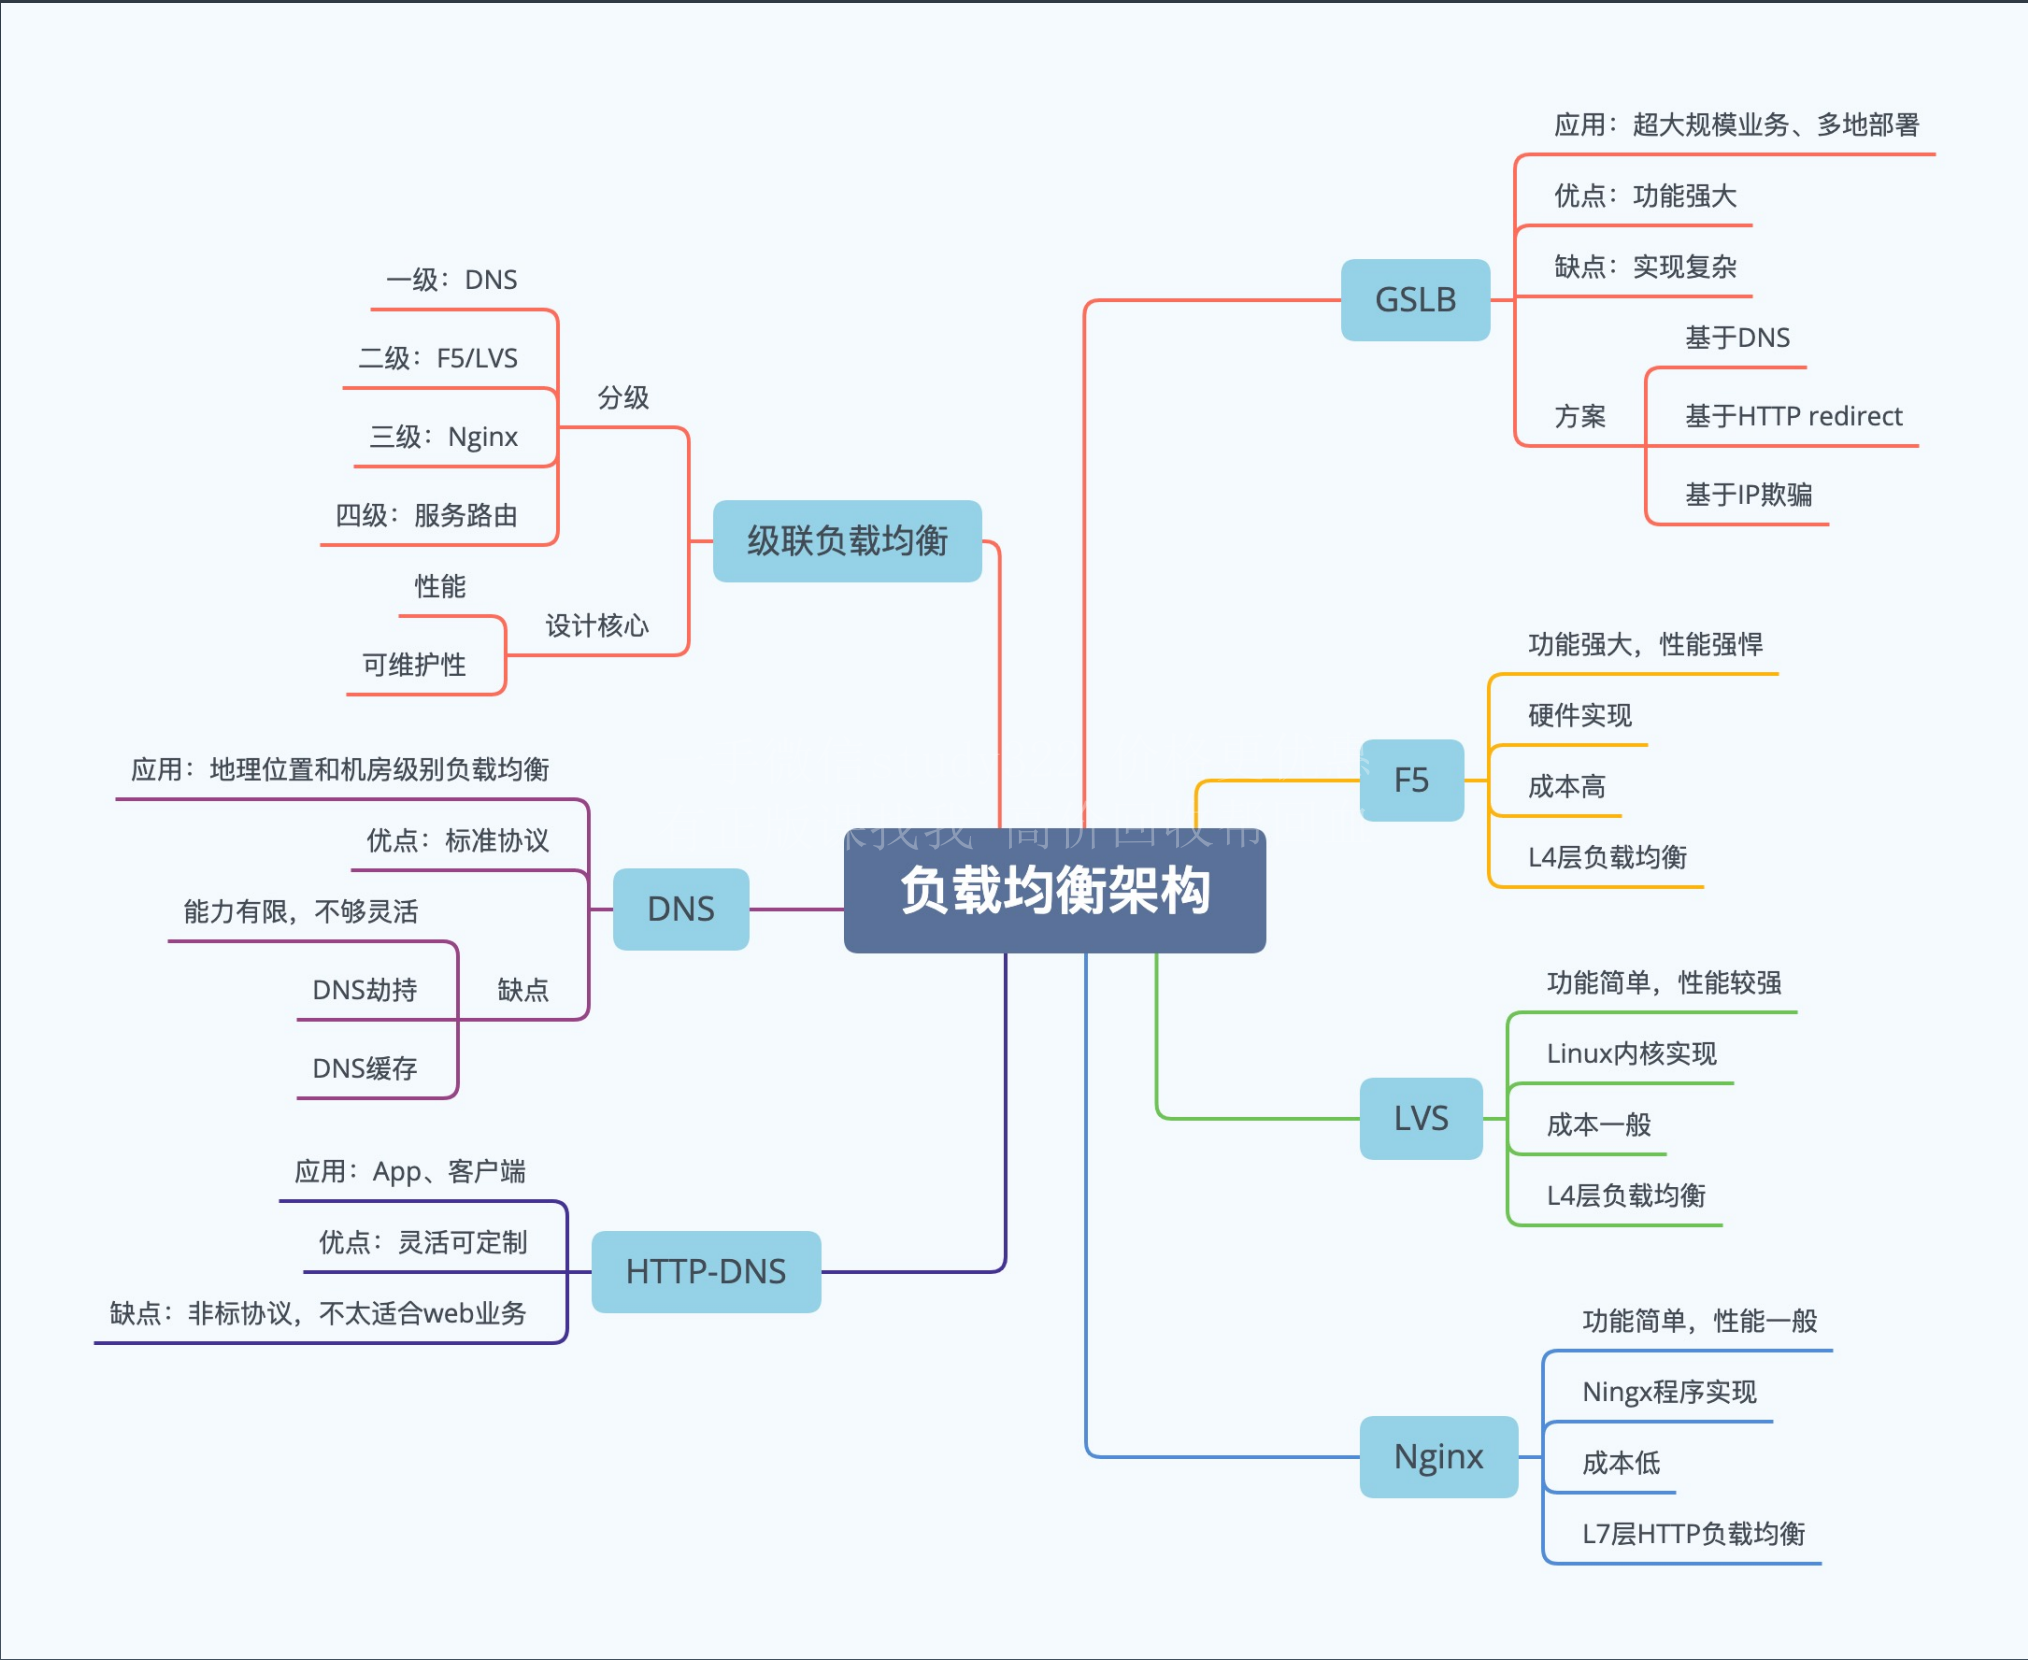 负载均衡架构
GSLB
应用：超大规模业务、多地部署
优点：功能强大
缺点：实现复杂
方案
基于DNS
基于HTTP redirect
基于IP欺骗
F5
功能强大，性能强悍
硬件实现
成本高
L4层负载均衡
LVS
功能简单，性能较强
Linux内核实现
成本一般
L4层负载均衡
Nginx
功能简单，性能一般
Ningx程序实现
成本低
L7层HTTP负载均衡
级联负载均衡
分级
一级：DNS
二级：F5/LVS
三级：Nginx
四级：服务路由
设计核心
性能
可维护性
DNS
应用：地理位置和机房级别负载均衡
优点：标准协议
缺点
能力有限，不够灵活
DNS劫持
DNS缓存
HTTP-DNS
应用：App、客户端
优点：灵活可定制
缺点：非标协议，不太适合web业务